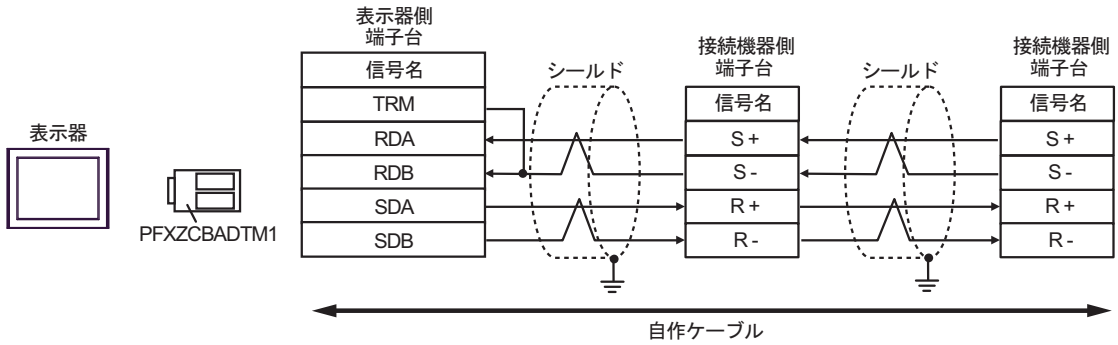 表示器
PFXZCBADTM1
表示器側
端子台
信号名
TRM
RDA
RDB
SDA
SDB
シールド
接続機器側
端子台
信号名
S+
S-
R+
R-
シールド
接続機器側
端子台
信号名
S+
S-
R+
R-
自作ケーブル